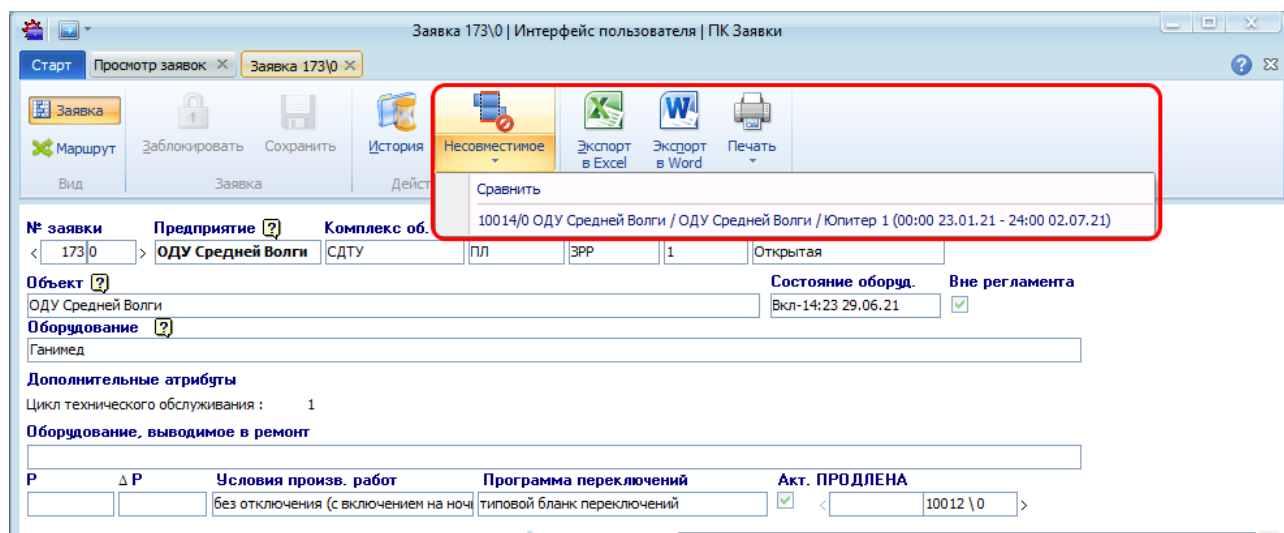 Заявка 173\0 | Интерфейс пользователя | ПК Заявки
Старт Просмотр заявок Заявка 173\0
Заявка
Маршрут
Вид
Заблокировать Сохранить
Заявка
История
Дейст
Несовместимое
Экспорт в Excel
Экспорт в Word
Печать
Сравнить
10014/0 ОДУ Средней Волги / ОДУ Средней Волги / Юпитер 1 (00:00 23.01.21 - 24:00 02.07.21)
№ заявки Предприятие [?] Комплекс об.
< 173 0 > ОДУ Средней Волги СДТУ ПЛ ЗРР 1 Открытая
Объект [?] Состояние оборуд. Вне регламента
ОДУ Средней Волги Вкл-14:23 29.06.21
Оборудование [?]
Ганимед
Дополнительные атрибуты
Цикл технического обслуживания : 1
Оборудование, выводимое в ремонт
P Δ P Условия произв. работ Программа переключений Акт. ПРОДЛЕНА
без отключения (с включением на ночь типовой бланк переключений < 10012 \ 0 >